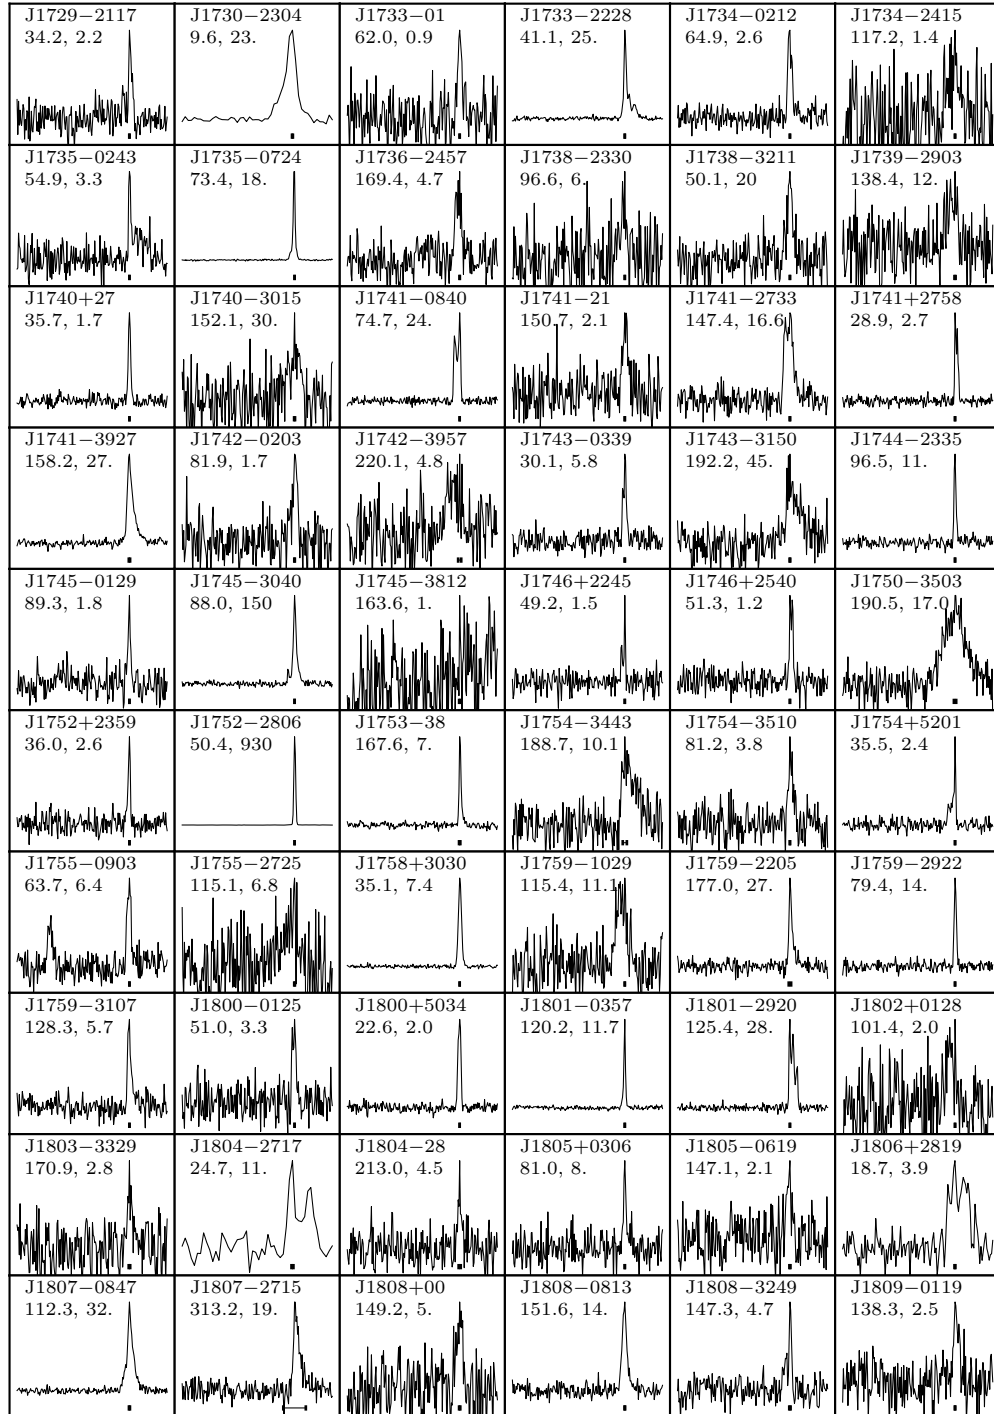 J1729−2117
34.2, 2.2
J1730−2304
9.6, 23.
J1733−01
62.0, 0.9
J1733−2228
41.1, 25.
J1734−0212
64.9, 2.6
J1734−2415
117.2, 1.4
J1735−0243
54.9, 3.3
J1735−0724
73.4, 18.
J1736−2457
169.4, 4.7
J1738−2330
96.6, 6.
J1738−3211
50.1, 20
J1739−2903
138.4, 12.
J1740+27
35.7, 1.7
J1740−3015
152.1, 30.
J1741−0840
74.7, 24.
J1741−21
150.7, 2.1
J1741−2733
147.4, 16.6
J1741+2758
28.9, 2.7
J1741−3927
158.2, 27.
J1742−0203
81.9, 1.7
J1742−3957
220.1, 4.8
J1743−0339
30.1, 5.8
J1743−3150
192.2, 45.
J1744−2335
96.5, 11.
J1745−0129
89.3, 1.8
J1745−3040
88.0, 150
J1745−3812
163.6, 1.
J1746+2245
49.2, 1.5
J1746+2540
51.3, 1.2
J1750−3503
190.5, 17.0
J1752+2359
36.0, 2.6
J1752−2806
50.4, 930
J1753−38
167.6, 7.
J1754−3443
188.7, 10.1
J1754−3510
81.2, 3.8
J1754+5201
35.5, 2.4
J1755−0903
63.7, 6.4
J1755−2725
115.1, 6.8
J1758+3030
35.1, 7.4
J1759−1029
115.4, 11.1
J1759−2205
177.0, 27.
J1759−2922
79.4, 14.
J1759−3107
128.3, 5.7
J1800−0125
51.0, 3.3
J1800+5034
22.6, 2.0
J1801−0357
120.2, 11.7
J1801−2920
125.4, 28.
J1802+0128
101.4, 2.0
J1803−3329
170.9, 2.8
J1804−2717
24.7, 11.
J1804−28
213.0, 4.5
J1805+0306
81.0, 8.
J1805−0619
147.1, 2.1
J1806+2819
18.7, 3.9
J1807−0847
112.3, 32.
J1807−2715
313.2, 19.
J1808+00
149.2, 5.
J1808−0813
151.6, 14.
J1808−3249
147.3, 4.7
J1809−0119
138.3, 2.5